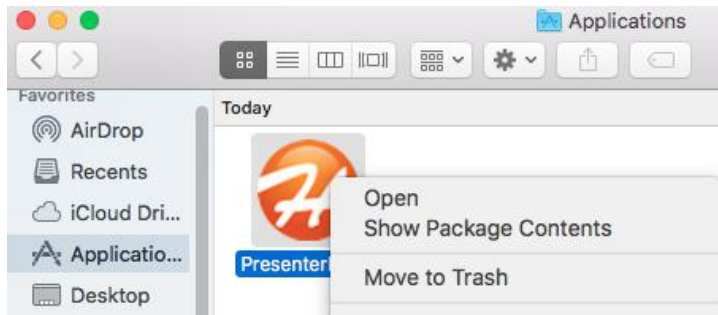 Applications
Favorites
Today
AirDrop
Recents
iCloud Dri...
Applicatio...
Desktop
H
Presenter
Open
Show Package Contents
Move to Trash